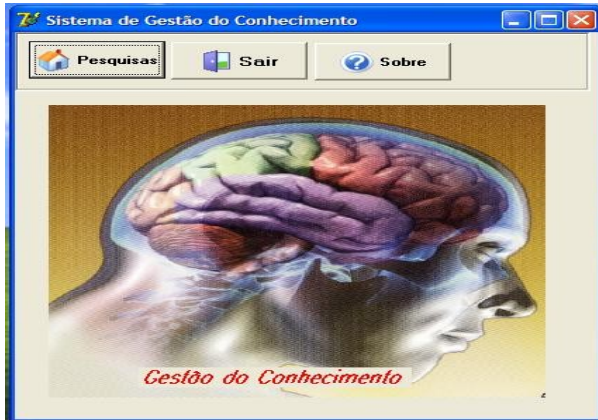 Sistema de Gestão do Conhecimento
Pesquisas Sair Sobre
Gestão do Conhecimento